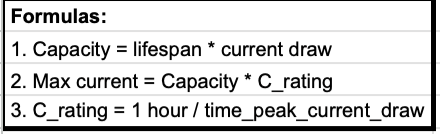 Formulas:
1. Capacity = lifespan * current draw
2. Max current = Capacity * C_rating
3. C_rating = 1 hour / time_peak_current_draw